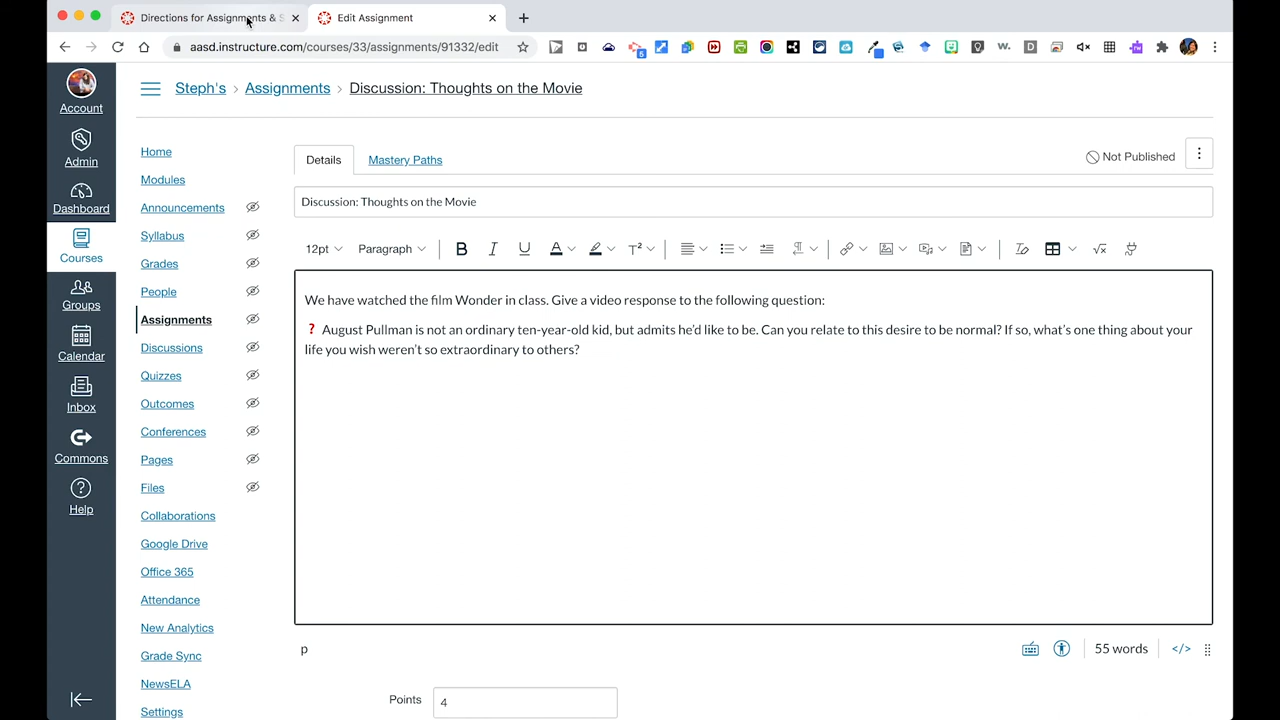 Directions for Assignments & S
Edit Assignment
aasd.instructure.com/courses/33/assignments/91332/edit
6
W.
D
Account
Admin
Dashboard
Courses
Groups
Calendar
Inbox
Commons
Help
Steph's > Assignments > Discussion: Thoughts on the Movie
Home
Modules
Announcements
Syllabus
Grades
People
Assignments
Discussions
Quizzes
Outcomes
Conferences
Pages
Files
Collaborations
Google Drive
Office 365
Attendance
New Analytics
Grade Sync
NewsELA
Settings
Details
Mastery Paths
Not Published
Discussion: Thoughts on the Movie
12pt Paragraph B I U A T²
We have watched the film Wonder in class. Give a video response to the following question:
❓ August Pullman is not an ordinary ten-year-old kid, but admits he'd like to be. Can you relate to this desire to be normal? If so, what's one thing about your
life you wish weren't so extraordinary to others?
p
55 words
</>
Points 4